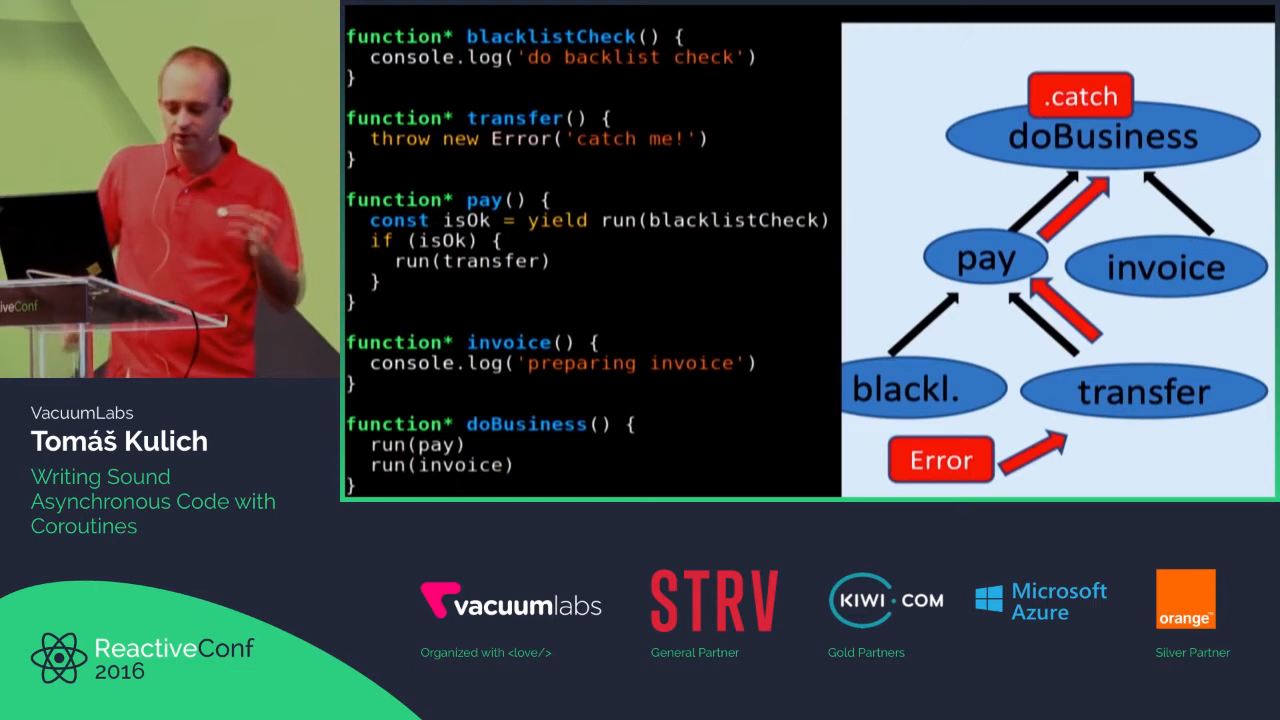 function* blacklistCheck() {
console.log('do backlist check')
}
function* transfer() {
throw new Error('catch me!')
}
function* pay() {
const isOk = yield run(blacklistCheck)
if (isOk) {
run(transfer)
}
}
function* invoice() {
console.log('preparing invoice')
}
function* doBusiness() {
run(pay)
run(invoice)
}
.catch
doBusiness
pay
invoice
blackl.
transfer
Error
iveConf
VacuumLabs
Tomáš Kulich
Writing Sound
Asynchronous Code with
Coroutines
ReactiveConf
2016
vacuumlabs
Organized with <love/>
STRV
General Partner
KIWI.COM
Gold Partners
Microsoft
Azure
orange™
Silver Partner